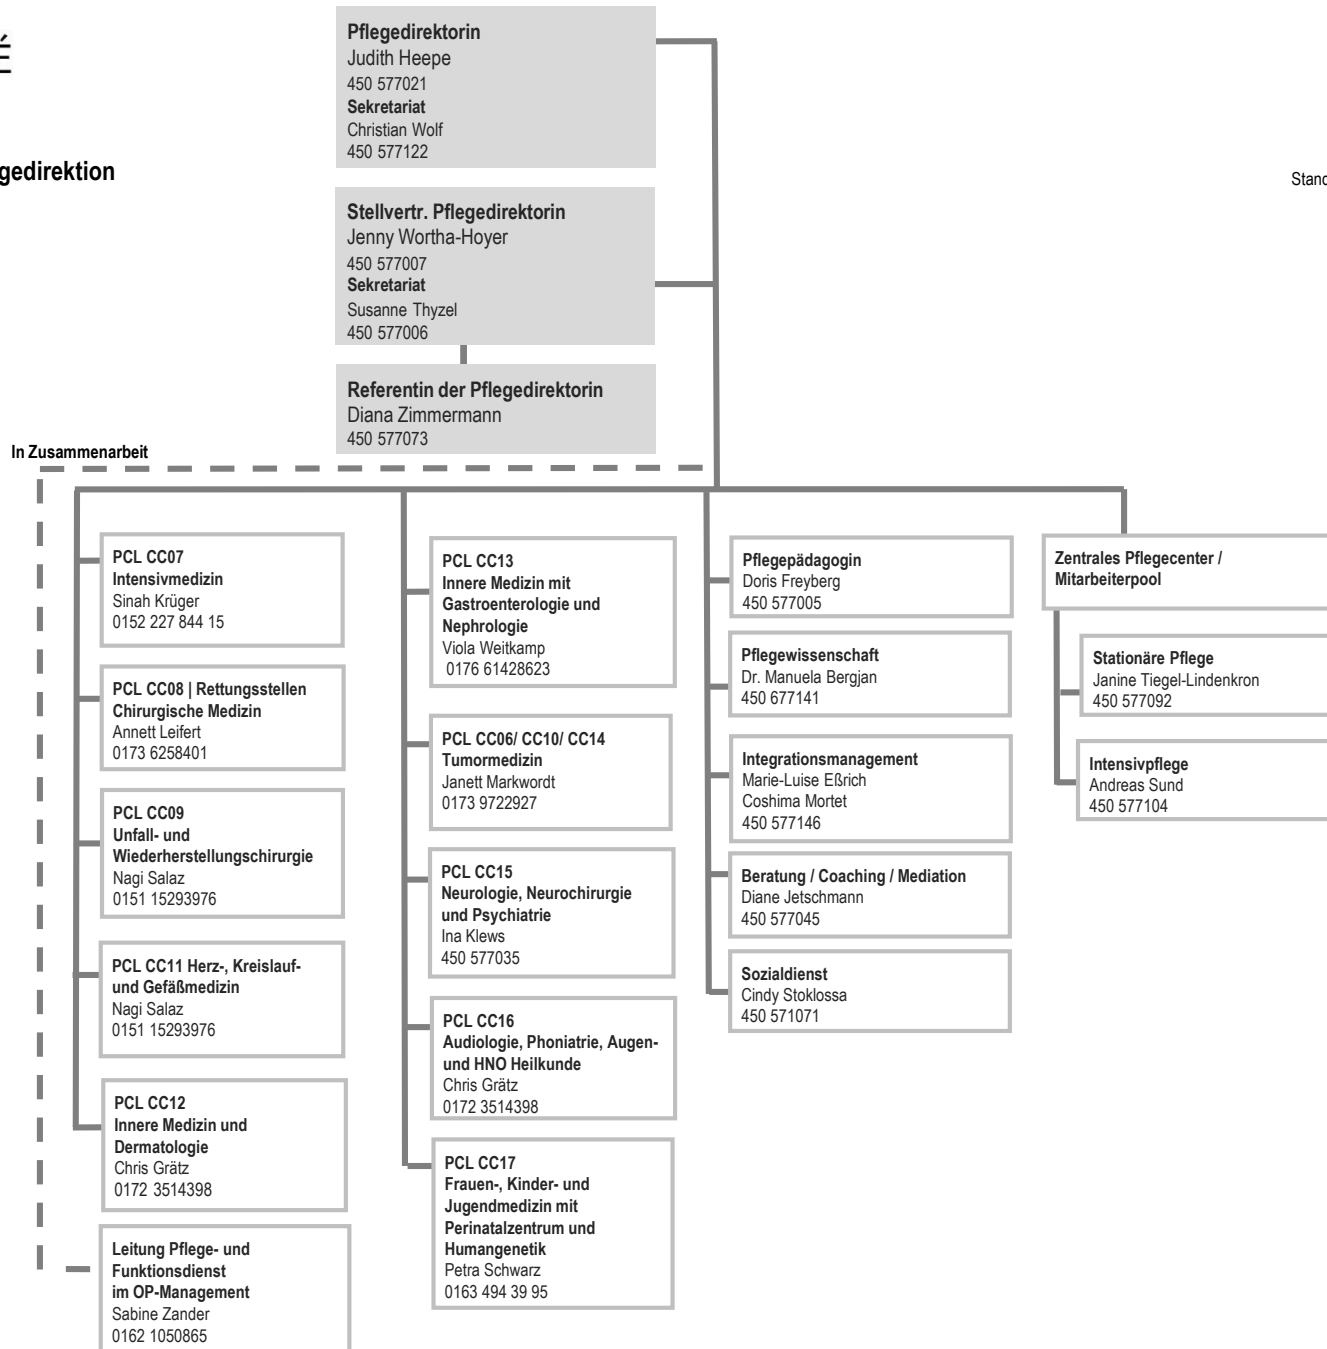 Pflegedirektorin
Judith Heepe
450 577021
Sekretariat
Christian Wolf
450 577122
Stellvertr. Pflegedirektorin
Jenny Wortha-Hoyer
450 577007
Sekretariat
Susanne Thyzel
450 577006
Referentin der Pflegedirektorin
Diana Zimmermann
450 577073
In Zusammenarbeit
PCL CC07
Intensivmedizin
Sinah Krüger
0152 227 844 15
PCL CC08 | Rettungsstellen
Chirurgische Medizin
Annett Leifert
0173 6258401
PCL CC09
Unfall- und
Wiederherstellungschirurgie
Nagi Salaz
0151 15293976
PCL CC11 Herz-, Kreislauf-
und Gefäßmedizin
Nagi Salaz
0151 15293976
PCL CC12
Innere Medizin und
Dermatologie
Chris Grätz
0172 3514398
Leitung Pflege- und
Funktionsdienst
im OP-Management
Sabine Zander
0162 1050865
PCL CC13
Innere Medizin mit
Gastroenterologie und
Nephrologie
Viola Weitkamp
0176 61428623
PCL CC06/ CC10/ CC14
Tumormedizin
Janett Markwordt
0173 9722927
PCL CC15
Neurologie, Neurochirurgie
und Psychiatrie
Ina Klews
450 577035
PCL CC16
Audiologie, Phoniatrie, Augen-
und HNO Heilkunde
Chris Grätz
0172 3514398
PCL CC17
Frauen-, Kinder- und
Jugendmedizin mit
Perinatalzentrum und
Humangenetik
Petra Schwarz
0163 494 39 95
Pflegepädagogin
Doris Freyberg
450 577005
Pflegewissenschaft
Dr. Manuela Bergjan
450 677141
Integrationsmanagement
Marie-Luise Eßrich
Coshima Mortet
450 577146
Beratung / Coaching / Mediation
Diane Jetschmann
450 577045
Sozialdienst
Cindy Stoklossa
450 571071
Zentrales Pflegecenter /
Mitarbeiterpool
Stationäre Pflege
Janine Tiegel-Lindenkron
450 577092
Intensivpflege
Andreas Sund
450 577104